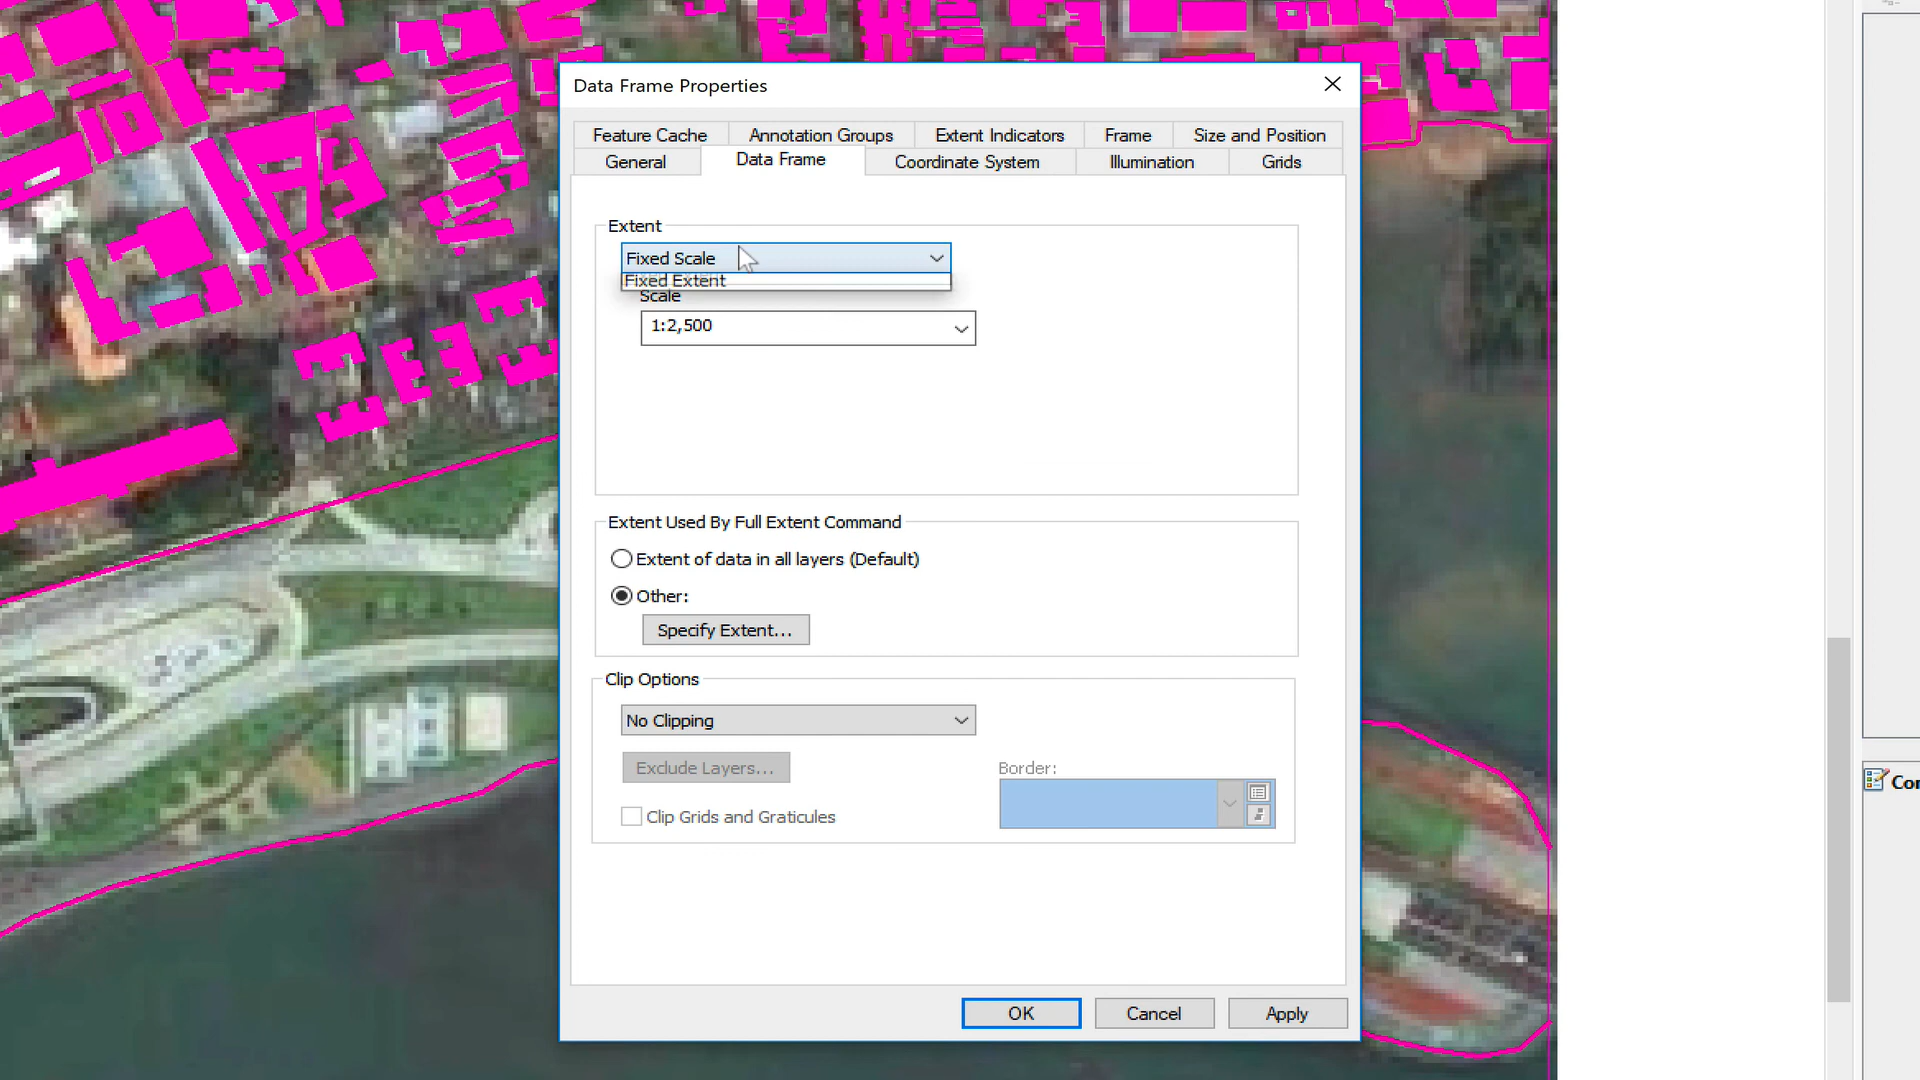 Data Frame Properties
Feature Cache
Annotation Groups
Extent Indicators
Frame
Size and Position
General
Data Frame
Coordinate System
Illumination
Grids
Extent
Fixed Scale
Fixed Extent
Scale
1:2,500
Extent Used By Full Extent Command
Extent of data in all layers (Default)
Other:
Specify Extent...
Clip Options
No Clipping
Exclude Layers...
Border:
Clip Grids and Graticules
OK
Cancel
Apply
Cor